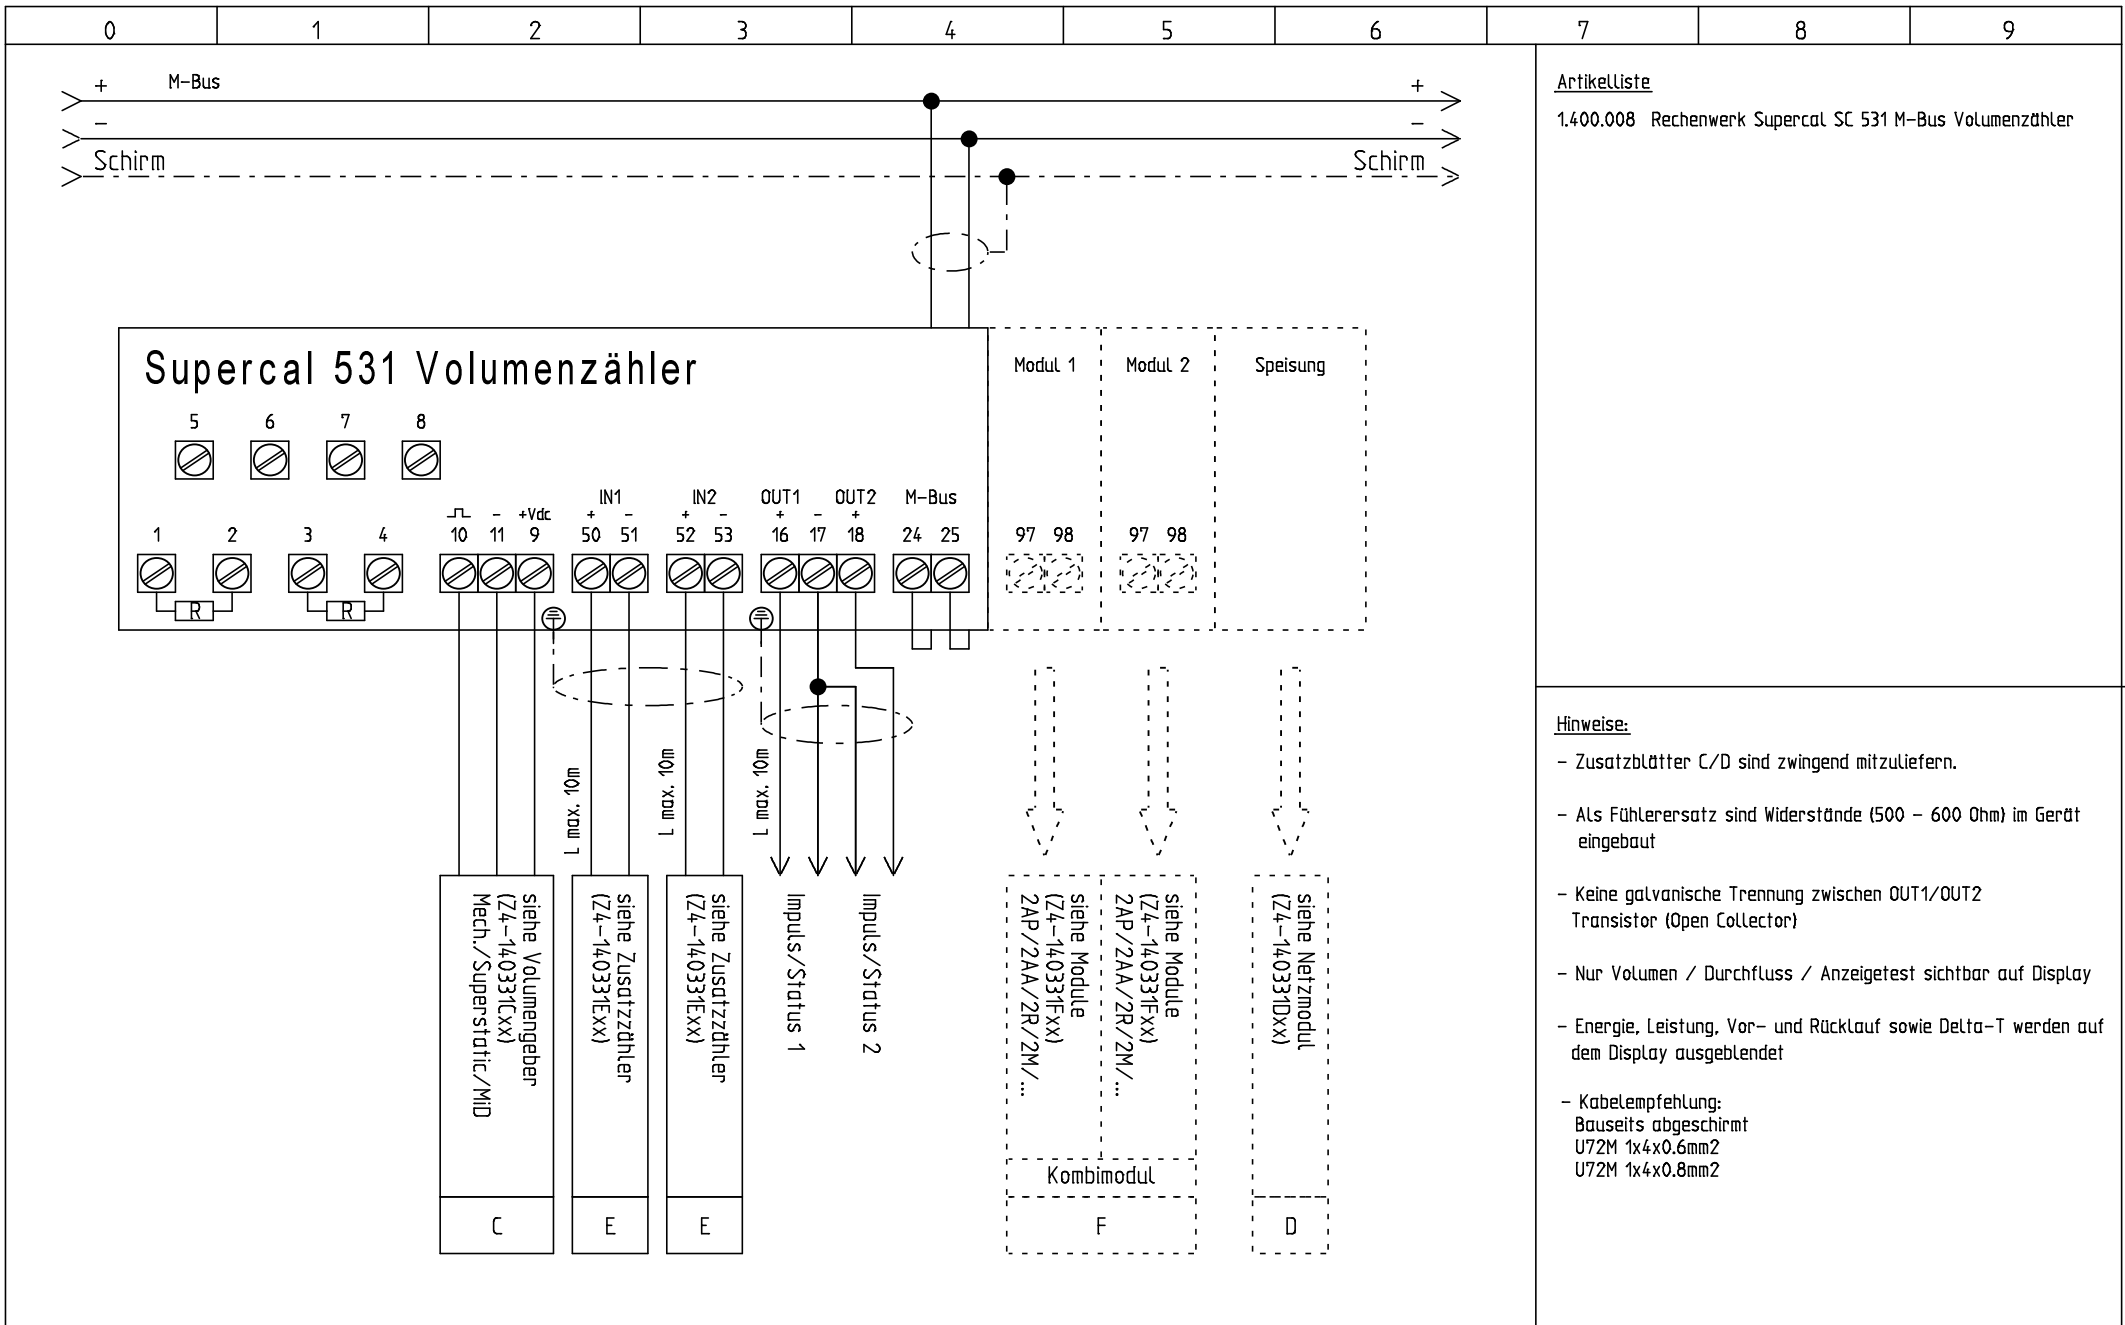 0 1 2 3 4 5 6 7 8 9
+ M-Bus +
- -
Schirm Schirm
Supercal 531 Volumenzähler
Modul 1 Modul 2 Speisung
5 6 7 8
IN1 IN2 OUT1 OUT2 M-Bus
- +Vdc + - + - + - +
1 2 3 4 10 11 9 50 51 52 53 16 17 18 24 25 97 98 97 98
R R
L max. 10m
L max. 10m
L max. 10m
siehe Volumengeber
(Z4-140331Cxx)
Mech./Superstatic/MiD
C
siehe Zusatzzähler
(Z4-140331Exx)
E
siehe Zusatzzähler
(Z4-140331Exx)
E
Impuls/Status 1
Impuls/Status 2
siehe Module
(Z4-140331Fxx)
2AP/2AA/2R/2M/...
siehe Module
(Z4-140331Fxx)
2AP/2AA/2R/2M/...
Kombimodul
F
siehe Netzmodul
(Z4-140331Dxx)
D
Artikelliste
1.400.008 Rechenwerk Supercal SC 531 M-Bus Volumenzähler
Hinweise:
- Zusatzblätter C/D sind zwingend mitzuliefern.
- Als Fühlerersatz sind Widerstände (500 - 600 Ohm) im Gerät
eingebaut
- Keine galvanische Trennung zwischen OUT1/OUT2
Transistor (Open Collector)
- Nur Volumen / Durchfluss / Anzeigetest sichtbar auf Display
- Energie, Leistung, Vor- und Rücklauf sowie Delta-T werden auf
dem Display ausgeblendet
- Kabelempfehlung:
Bauseits abgeschirmt
U72M 1x4x0.6mm2
U72M 1x4x0.8mm2